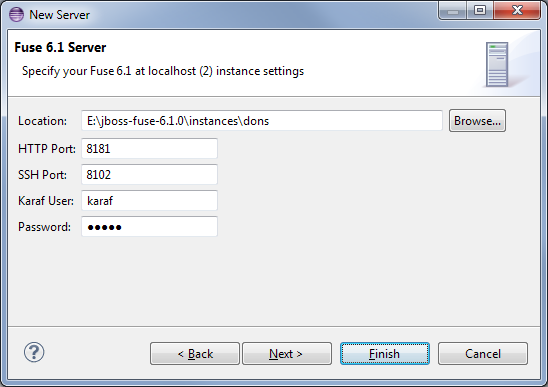 New Server
Fuse 6.1 Server
Specify your Fuse 6.1 at localhost (2) instance settings
Location: E:\jboss-fuse-6.1.0\instances\dons Browse...
HTTP Port: 8181
SSH Port: 8102
Karaf User: karaf
Password: ●●●●●
? < Back Next > Finish Cancel